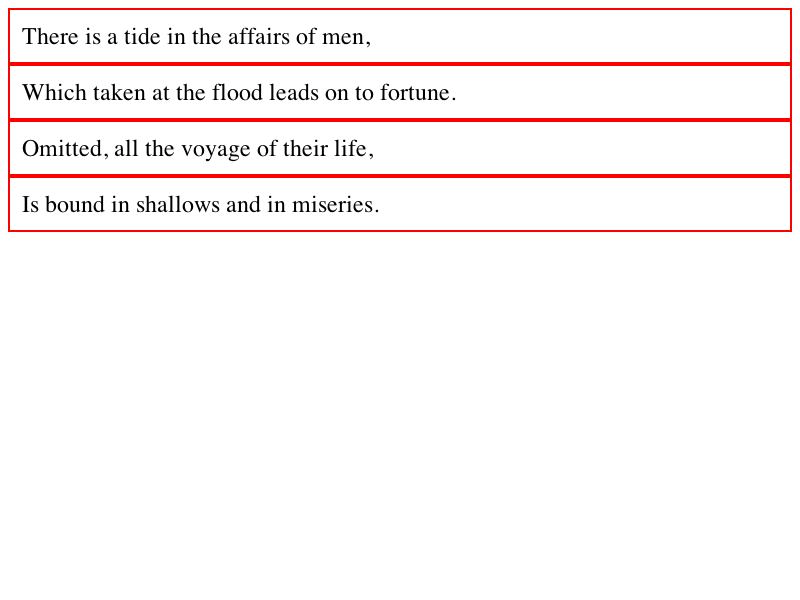 There is a tide in the affairs of men,
Which taken at the flood leads on to fortune.
Omitted, all the voyage of their life,
Is bound in shallows and in miseries.